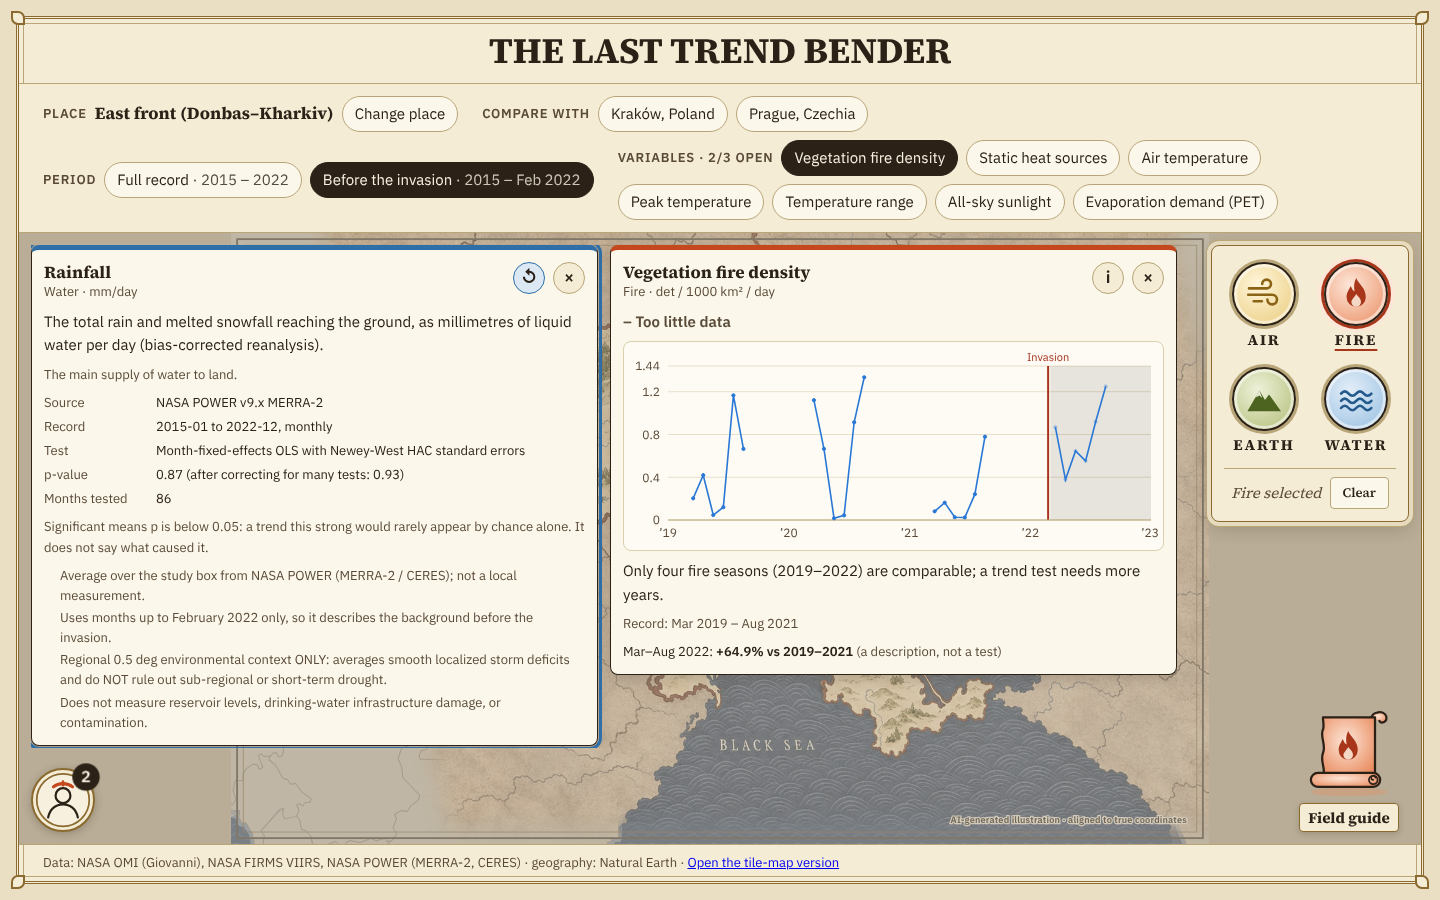 THE LAST TREND BENDER
PLACE East front (Donbas–Kharkiv) Change place COMPARE WITH Kraków, Poland Prague, Czechia
PERIOD Full record · 2015 – 2022 Before the invasion · 2015 – Feb 2022
VARIABLES · 2/3 OPEN Vegetation fire density Static heat sources Air temperature
Peak temperature Temperature range All-sky sunlight Evaporation demand (PET)
Rainfall
Water · mm/day
×
The total rain and melted snowfall reaching the ground, as millimetres of liquid
water per day (bias-corrected reanalysis).
The main supply of water to land.
Source NASA POWER v9.x MERRA-2
Record 2015-01 to 2022-12, monthly
Test Month-fixed-effects OLS with Newey-West HAC standard errors
p-value 0.87 (after correcting for many tests: 0.93)
Months tested 86
Significant means p is below 0.05: a trend this strong would rarely appear by chance alone. It
does not say what caused it.
Average over the study box from NASA POWER (MERRA-2 / CERES); not a local
measurement.
Uses months up to February 2022 only, so it describes the background before the
invasion.
Regional 0.5 deg environmental context ONLY: averages smooth localized storm deficits
and do NOT rule out sub-regional or short-term drought.
Does not measure reservoir levels, drinking-water infrastructure damage, or
contamination.
Vegetation fire density
Fire · det / 1000 km² / day
i ×
– Too little data
Invasion
1.44
1.2
0.8
0.4
0
’19 ’20 ’21 ’22 ’23
Only four fire seasons (2019–2022) are comparable; a trend test needs more
years.
Record: Mar 2019 – Aug 2021
Mar–Aug 2022: +64.9% vs 2019–2021 (a description, not a test)
AIR FIRE
EARTH WATER
Fire selected Clear
BLACK SEA
2
AI-generated illustration · aligned to true coordinates
Field guide
Data: NASA OMI (Giovanni), NASA FIRMS VIIRS, NASA POWER (MERRA-2, CERES) · geography: Natural Earth · Open the tile-map version